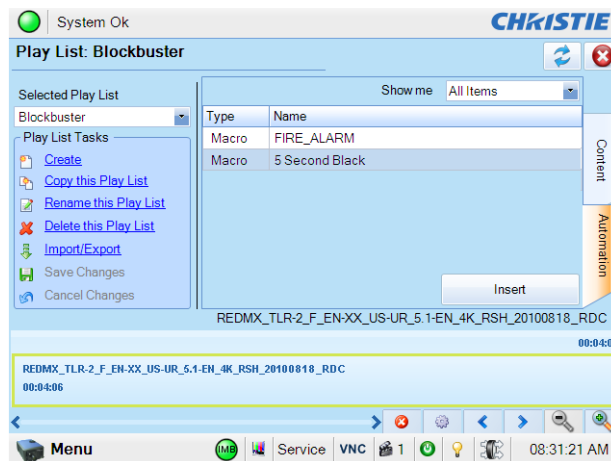 System Ok
CHRISTIE
Play List: Blockbuster
Selected Play List
Blockbuster
Play List Tasks
Create
Copy this Play List
Rename this Play List
Delete this Play List
Import/Export
Save Changes
Cancel Changes
Show me All Items
Type Name
Macro FIRE_ALARM
Macro 5 Second Black
Content
Automation
Insert
REDMX_TLR-2_F_EN-XX_US-UR_5.1-EN_4K_RSH_20100818_RDC
00:04:0
REDMX_TLR-2_F_EN-XX_US-UR_5.1-EN_4K_RSH_20100818_RDC
00:04:06
Menu IMB Service VNC 1 08:31:21 AM